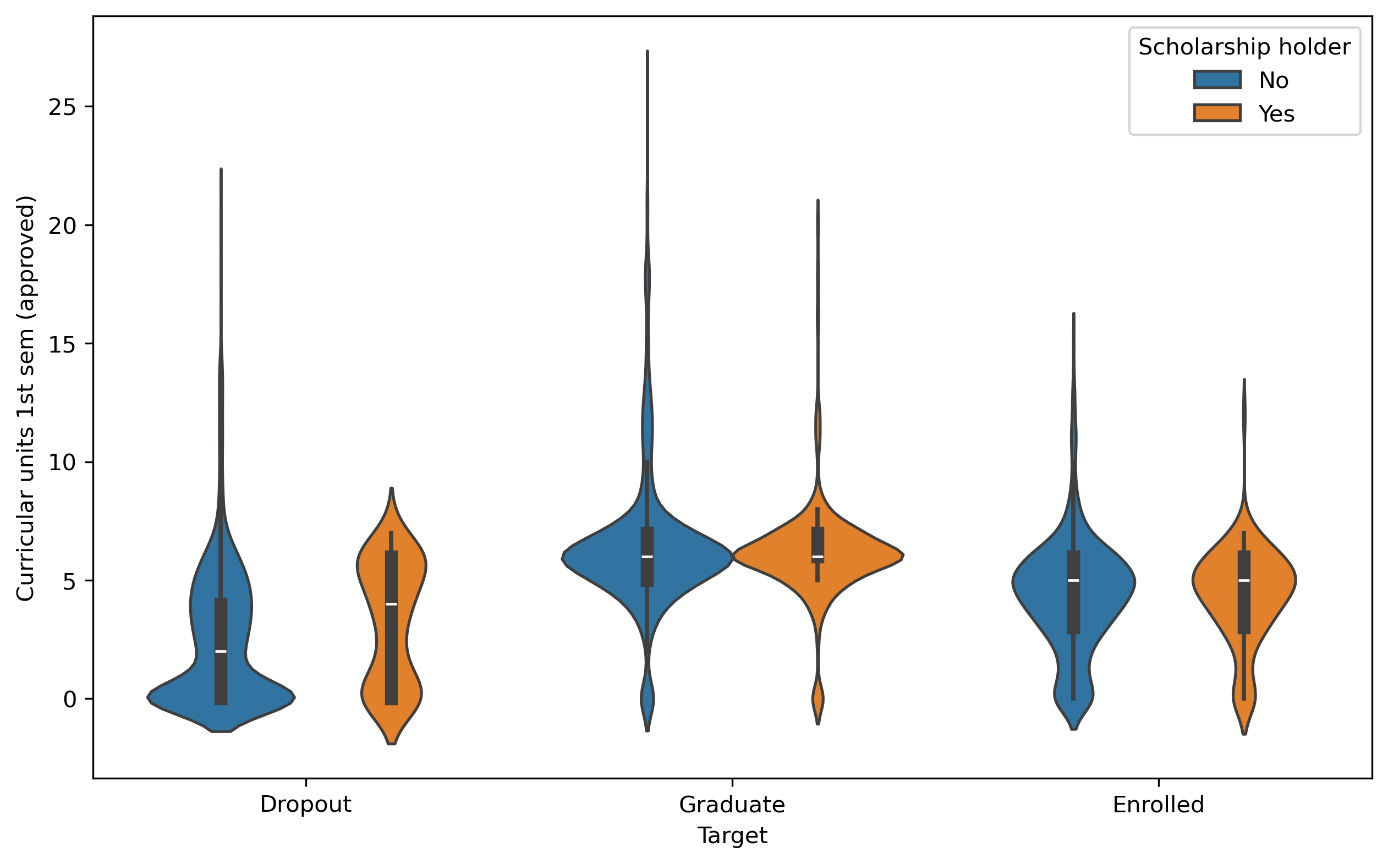 Scholarship holder
No
Yes
Curricular units 1st sem (approved)
25
20
15
10
5
0
Dropout
Graduate
Enrolled
Target